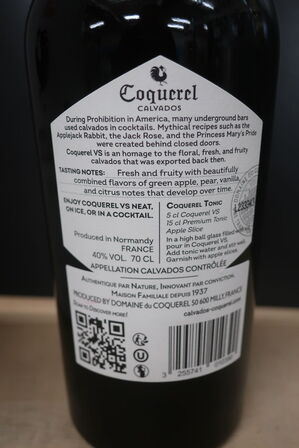 Coquerel
CALVADOS
During Prohibition in America, many underground bars
used calvados in cocktails. Mythical recipes such as the
Applejack Rabbit, the Jack Rose, and the Princess Mary's Pride
were created behind closed doors.
Coquerel VS is an homage to the floral, fresh, and fruity
calvados that was exported back then.
TASTING NOTES: Fresh and fruity with beautifully
combined flavors of green apple, pear, vanilla,
and citrus notes that develop over time.
ENJOY COQUEREL VS NEAT,
ON ICE, OR IN A COCKTAIL.
Produced in Normandy
FRANCE
40% VOL. 70 CL
COQUEREL TONIC
5 cl Coquerel VS
15 cl Premium Tonic
Apple Slice
In a high ball glass filled
pour in Coquerel VS
Add tonic water and stir well.
Garnish with apple slices.
APPELLATION CALVADOS CONTRÔLÉE
AUTHENTIQUE PAR NATURE, INNOVANT PAR CONVICTION.
MAISON FAMILIALE DEPUIS 1937
PRODUCED BY DOMAINE DU COQUEREL 50 600 MILLY, FRANCE
SCAN TO DISCOVER MORE!
calvados-coquerel.com
3 255741